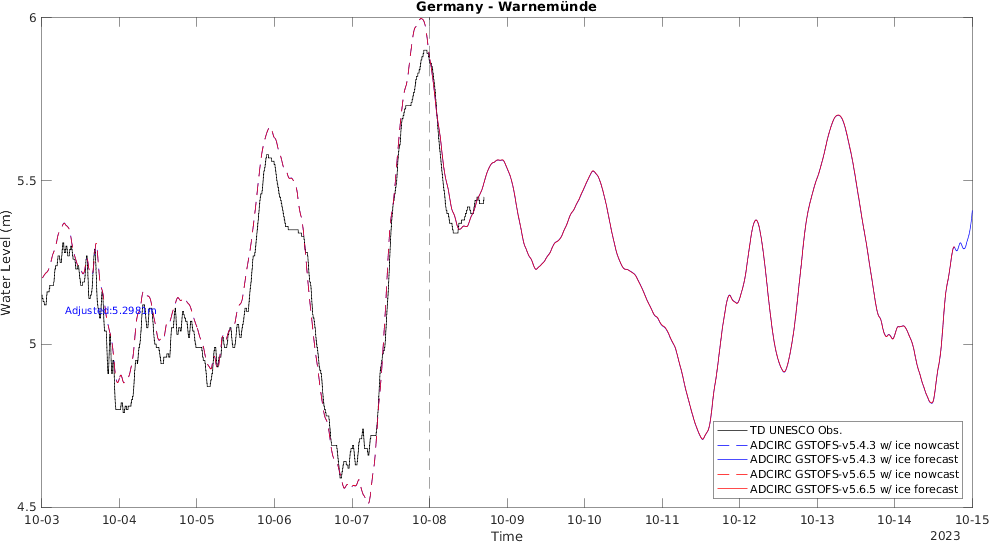 Germany - Warnemünde
6
5.5
5
4.5
Water Level (m)
Adjusted:5.2981m
TD UNESCO Obs.
ADCIRC GSTOFS-v5.4.3 w/ ice nowcast
ADCIRC GSTOFS-v5.4.3 w/ ice forecast
ADCIRC GSTOFS-v5.6.5 w/ ice nowcast
ADCIRC GSTOFS-v5.6.5 w/ ice forecast
10-03 10-04 10-05 10-06 10-07 10-08 10-09 10-10 10-11 10-12 10-13 10-14 10-15
Time
2023